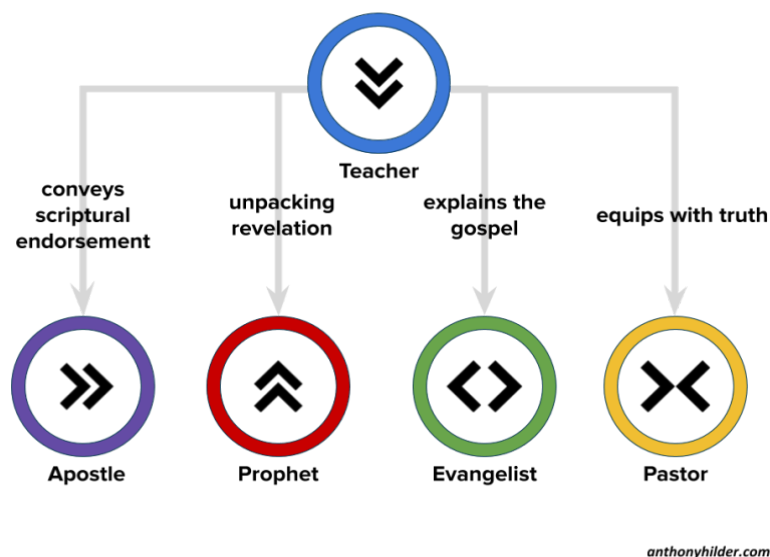 Teacher
conveys
scriptural
endorsement
unpacking
revelation
explains the
gospel
equips with truth
Apostle
Prophet
Evangelist
Pastor
anthonyhilder.com